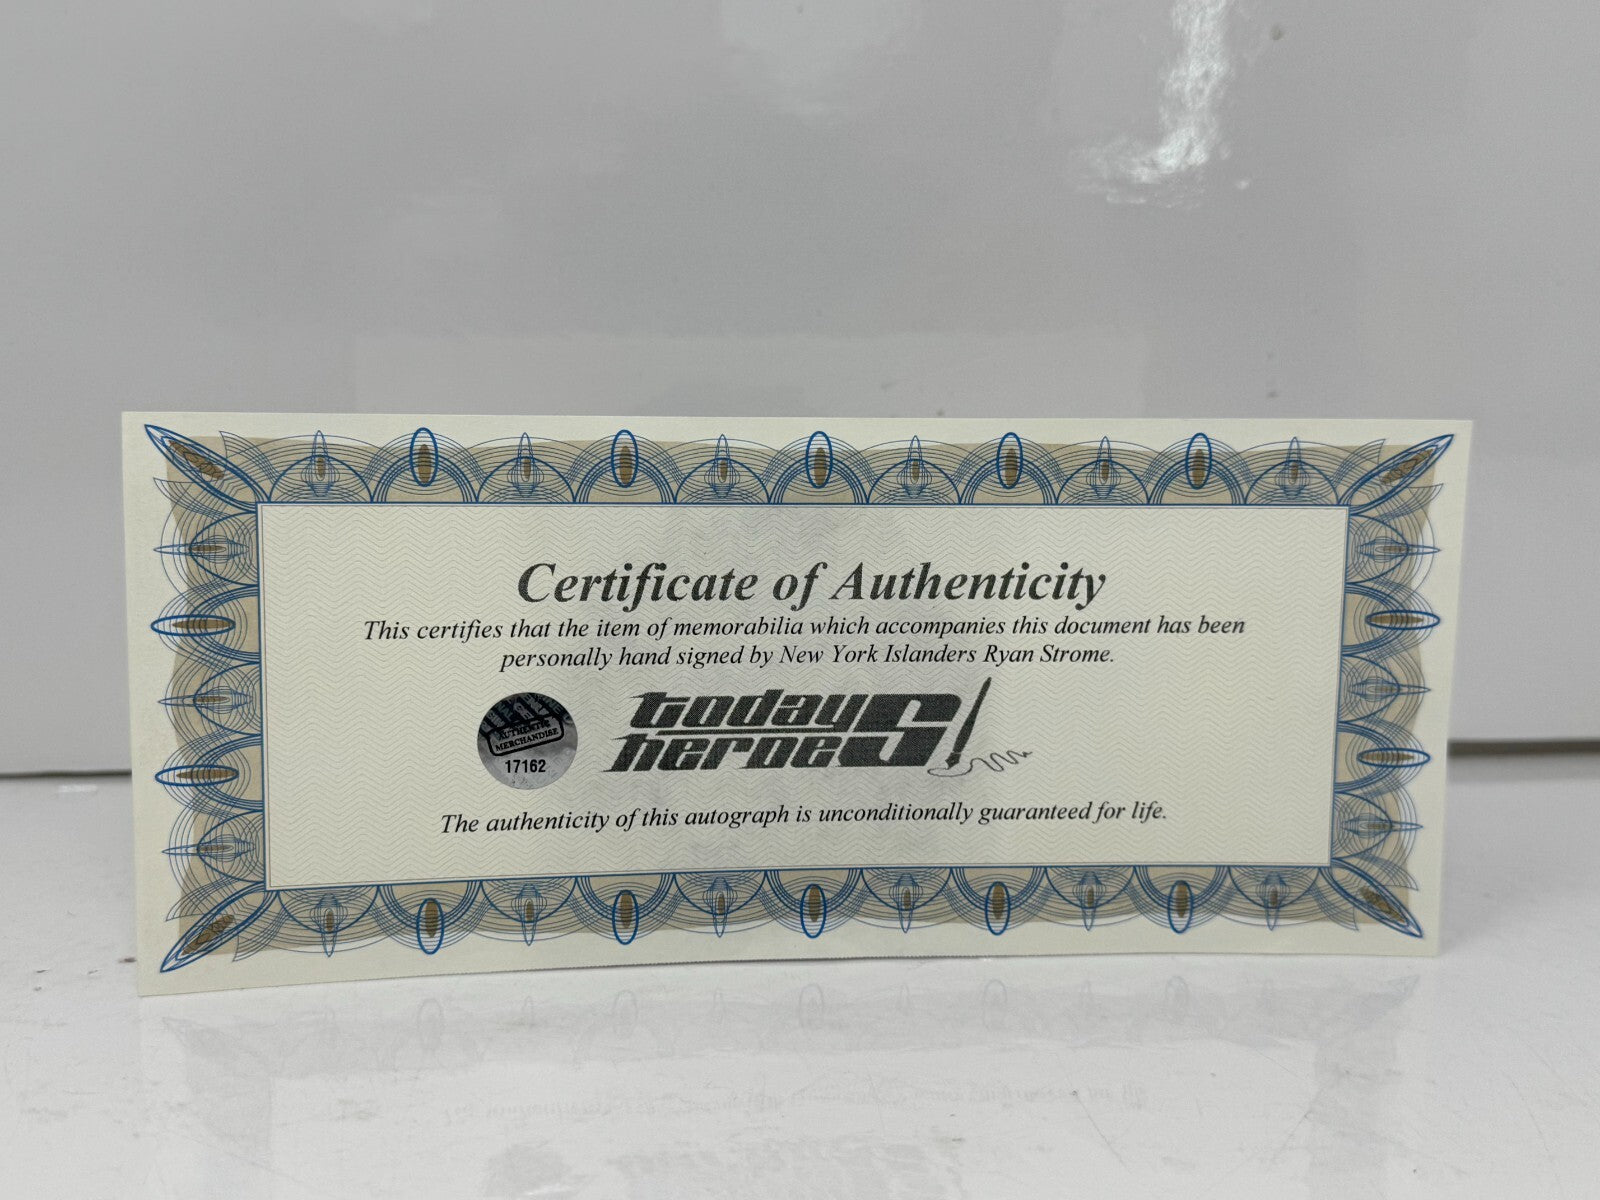 Certificate of Authenticity
This certifies that the item of memorabilia which accompanies this document has been
personally hand signed by New York Islanders Ryan Strome.
todays
heroes
AUTHENTIC
MERCHANDISE
17162
The authenticity of this autograph is unconditionally guaranteed for life.